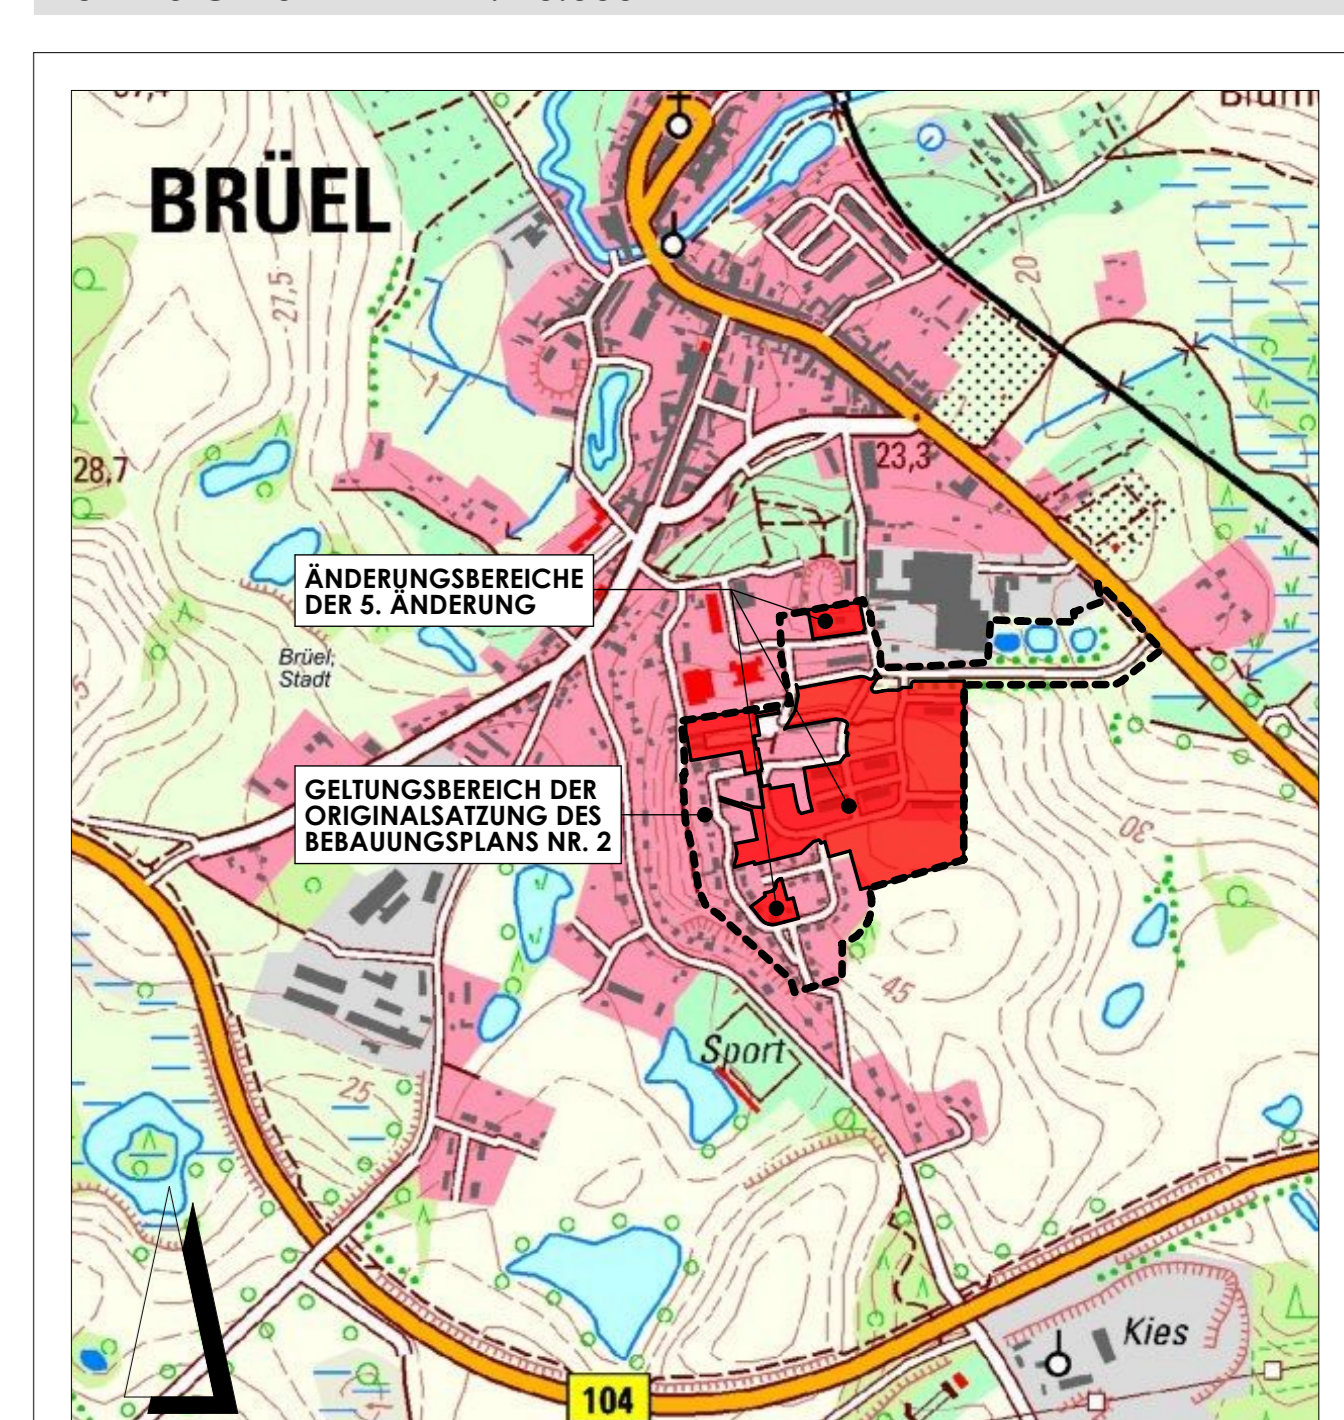 BRÜEL
27,5
20
28,7
23,3
ÄNDERUNGSBEREICHE
DER 5. ÄNDERUNG
Brüel,
Stadt
GELTUNGSBEREICH DER
ORIGINALSATZUNG DES
BEBAUUNGSPLANS NR. 2
30
45
Sport
25
Kies
104